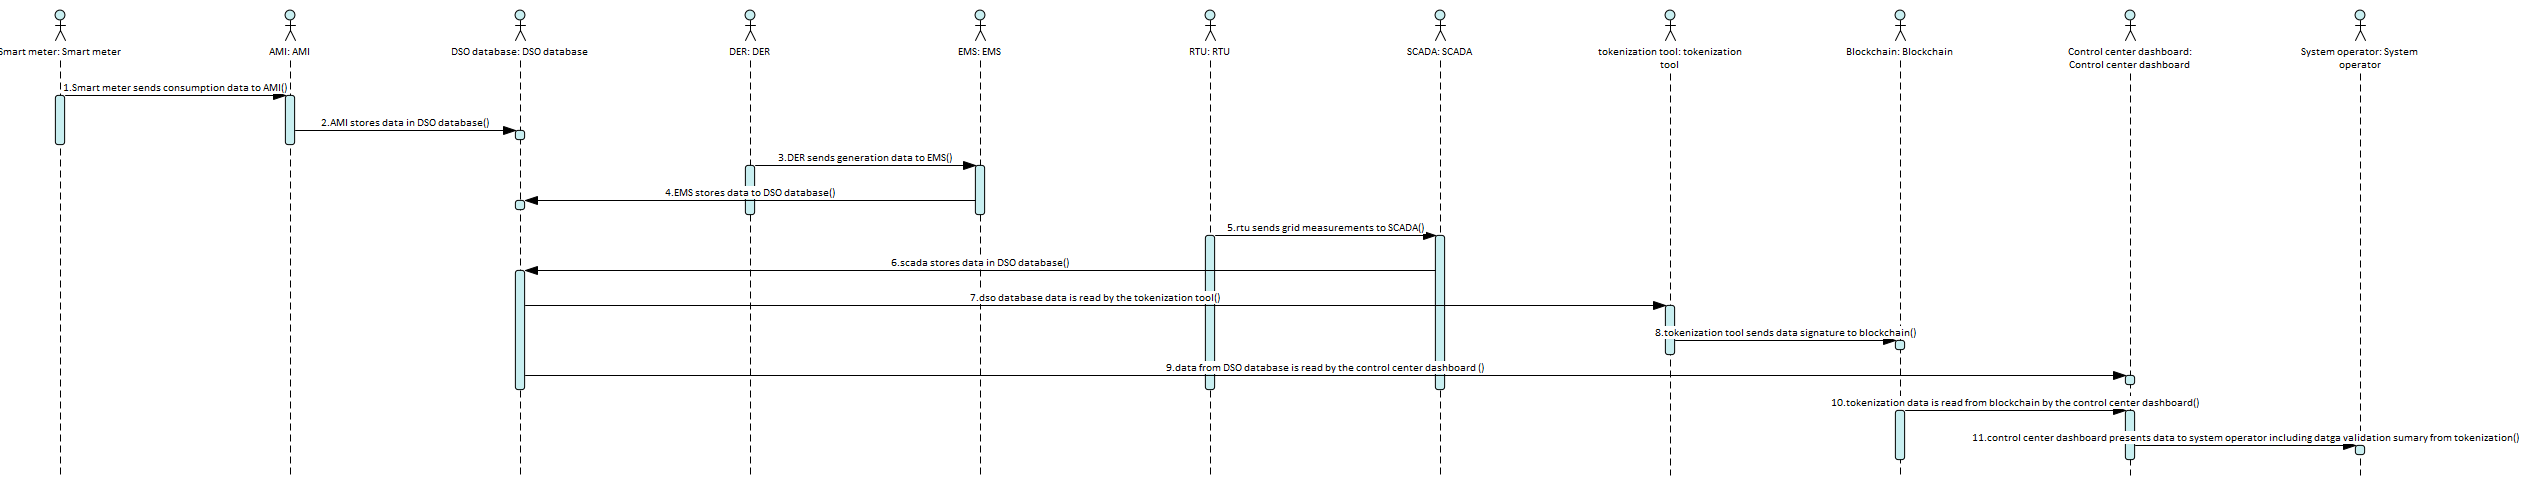 Smart meter: Smart meter
AMI: AMI
DSO database: DSO database
DER: DER
EMS: EMS
RTU: RTU
SCADA: SCADA
tokenization tool: tokenization
tool
Blockchain: Blockchain
Control center dashboard:
Control center dashboard
System operator: System
operator
1.Smart meter sends consumption data to AMI()
2.AMI stores data in DSO database()
3.DER sends generation data to EMS()
4.EMS stores data to DSO database()
5.rtu sends grid measurements to SCADA()
6.scada stores data in DSO database()
7.dso database data is read by the tokenization tool()
8.tokenization tool sends data signature to blockchain()
9.data from DSO database is read by the control center dashboard ()
10.tokenization data is read from blockchain by the control center dashboard()
11.control center dashboard presents data to system operator including datga validation sumary from tokenization()